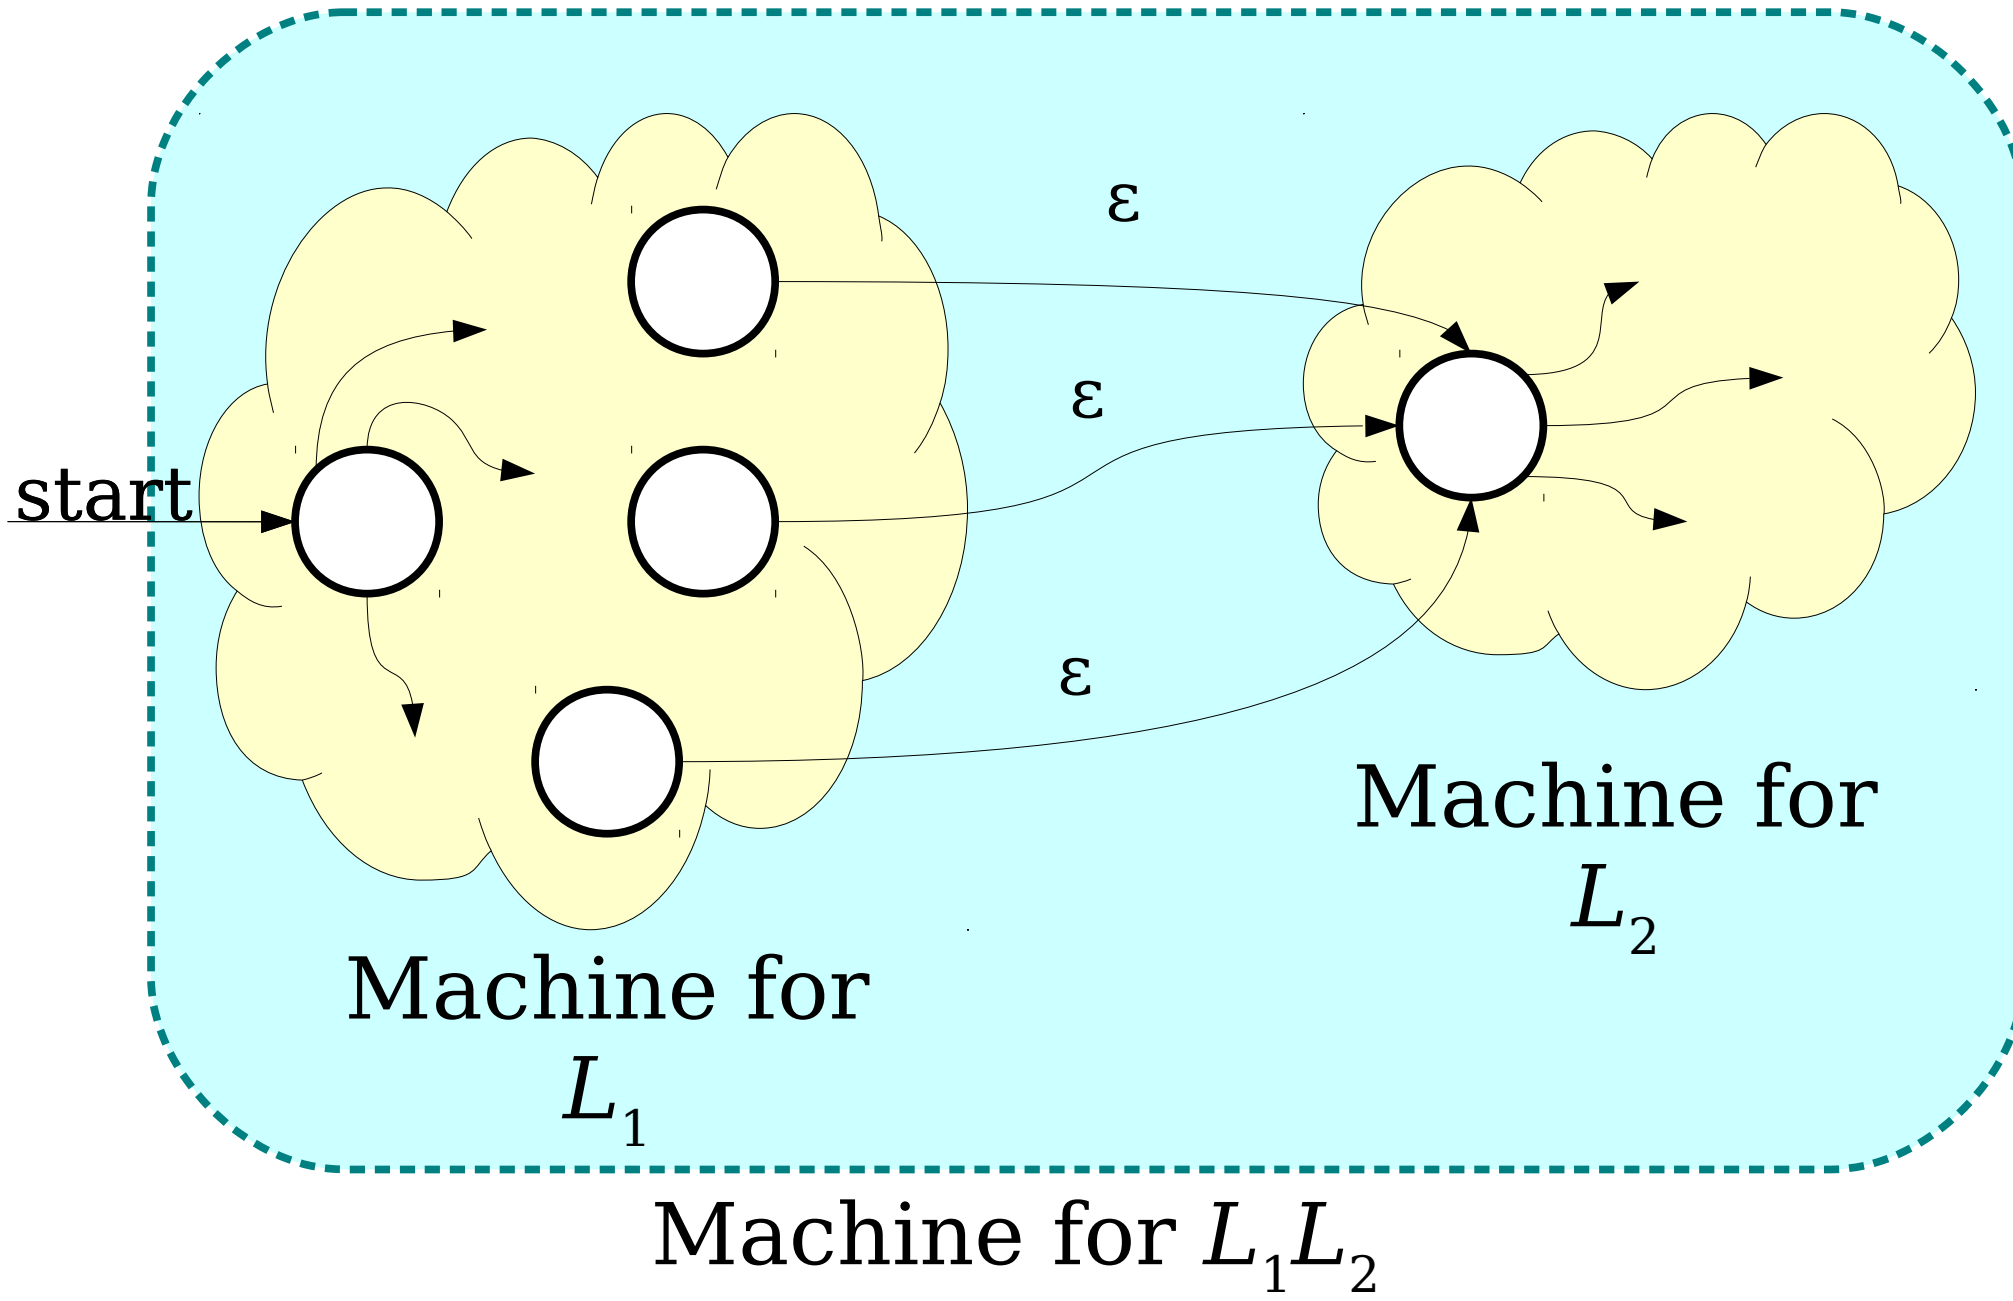 ε
ε
start
ε
Machine for
L₂
Machine for
L₁
Machine for L₁L₂